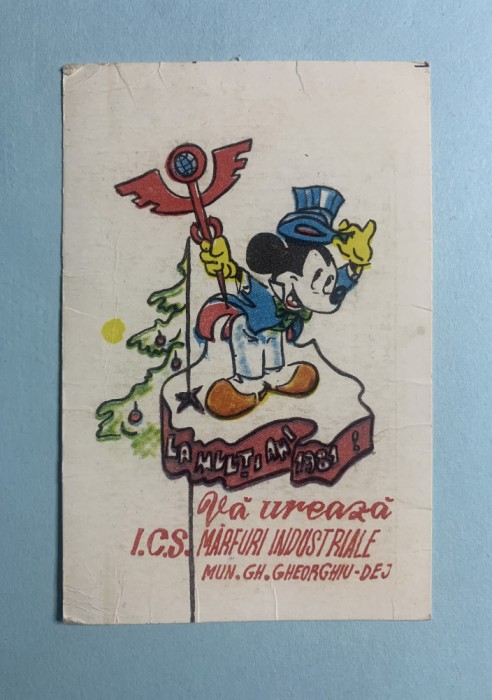 LA MULȚI ANI 1981 !
Vă urează
I.C.S. MĂRFURI INDUSTRIALE
MUN. GH. GHEORGHIU-DEJ